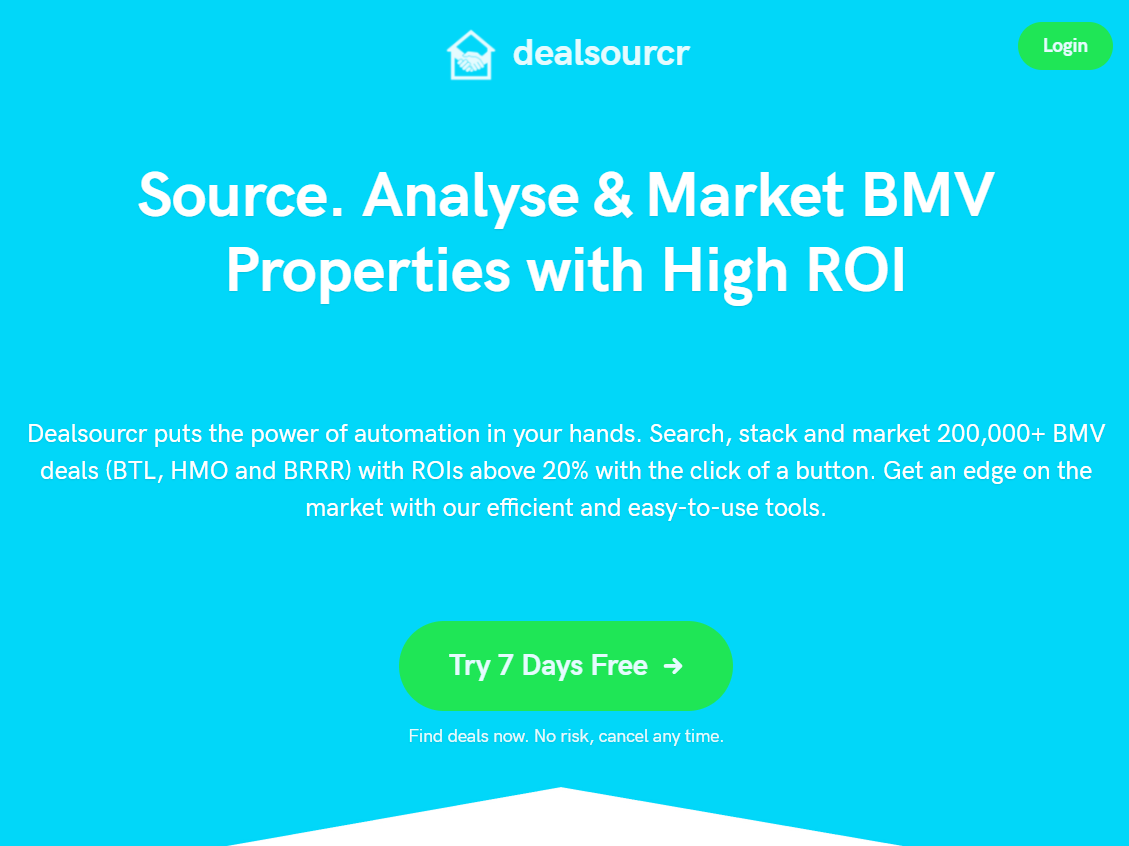 dealsourcr
Login
Source. Analyse & Market BMV
Properties with High ROI
Dealsourcr puts the power of automation in your hands. Search, stack and market 200,000+ BMV
deals (BTL, HMO and BRRR) with ROIs above 20% with the click of a button. Get an edge on the
market with our efficient and easy-to-use tools.
Try 7 Days Free →
Find deals now. No risk, cancel any time.